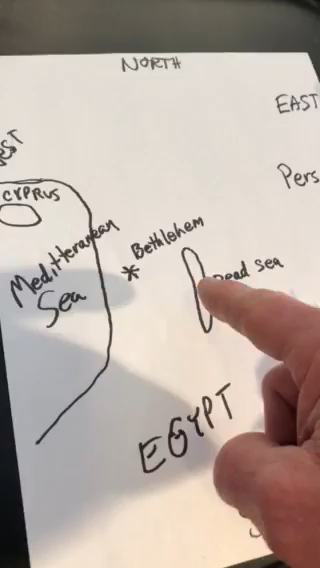 NORTH
EAST
CYPRUS
Mediterranean
Sea
Bethlehem
Dead Sea
EGYPT